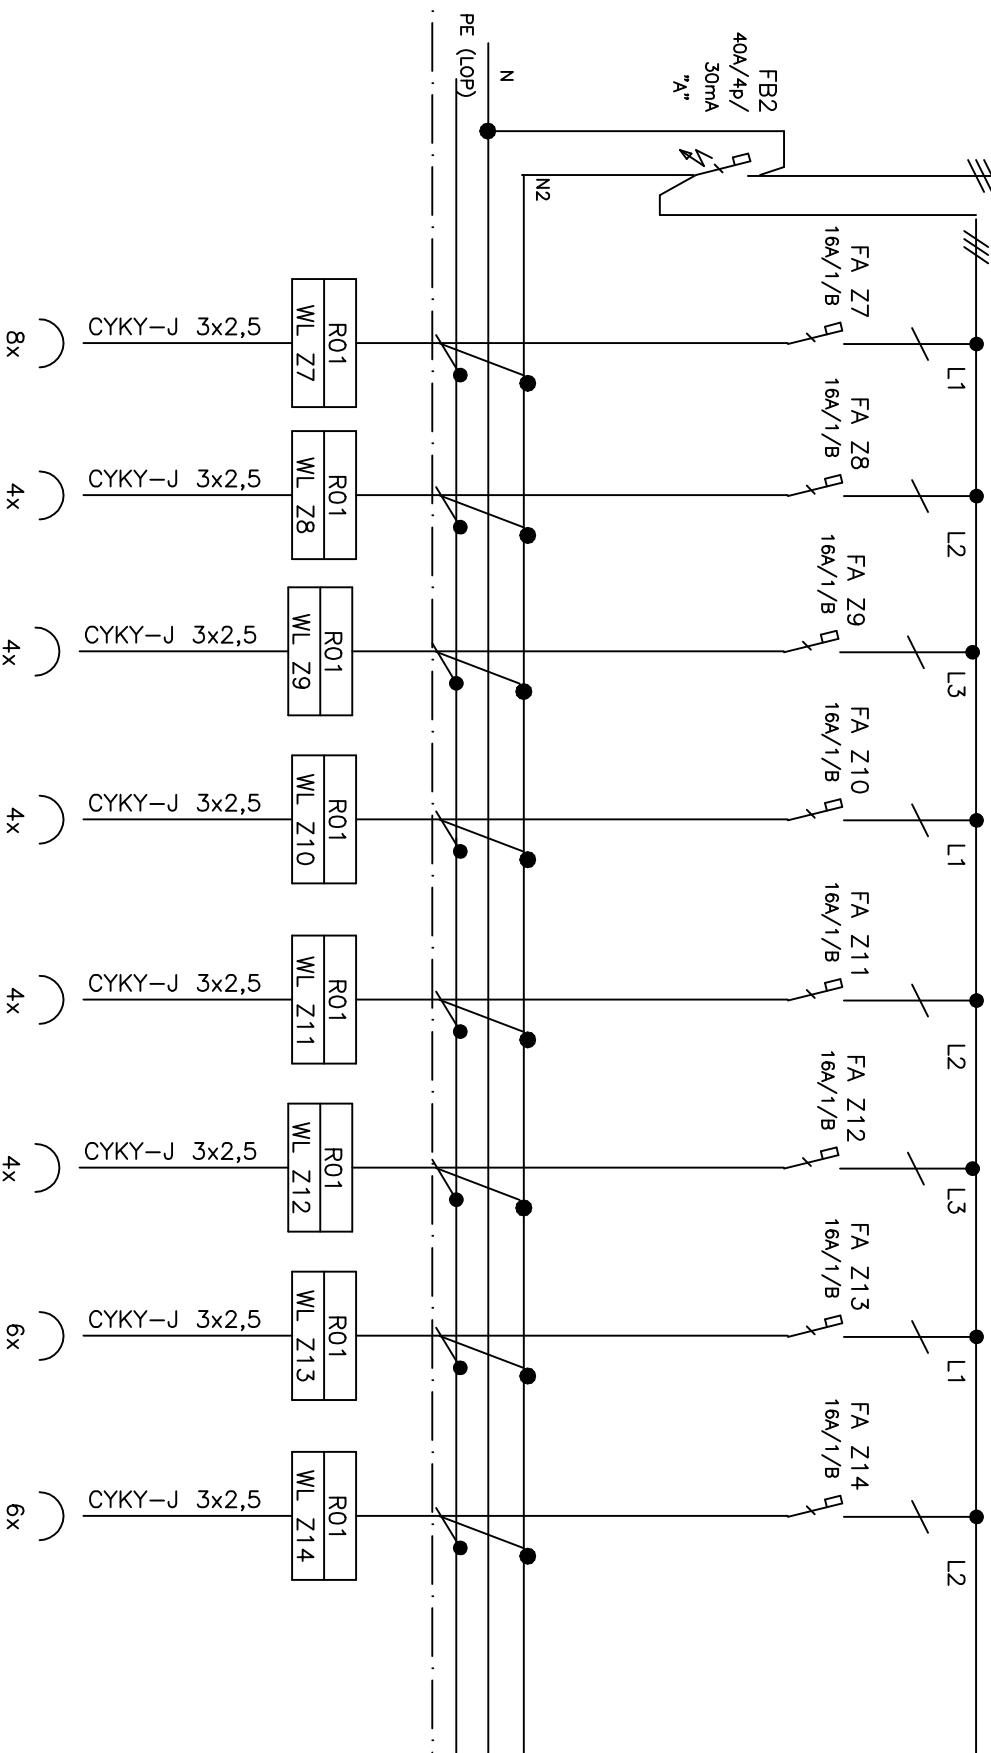 FB2
40A/4p/
30mA
"A"
PE (LOP)
N
N2
FA Z7
16A/1/B
L1
R01
WL Z7
CYKY-J 3x2,5
8x
FA Z8
16A/1/B
L2
R01
WL Z8
CYKY-J 3x2,5
4x
FA Z9
16A/1/B
L3
R01
WL Z9
CYKY-J 3x2,5
4x
FA Z10
16A/1/B
L1
R01
WL Z10
CYKY-J 3x2,5
4x
FA Z11
16A/1/B
L2
R01
WL Z11
CYKY-J 3x2,5
4x
FA Z12
16A/1/B
L3
R01
WL Z12
CYKY-J 3x2,5
4x
FA Z13
16A/1/B
L1
R01
WL Z13
CYKY-J 3x2,5
6x
FA Z14
16A/1/B
L2
R01
WL Z14
CYKY-J 3x2,5
6x